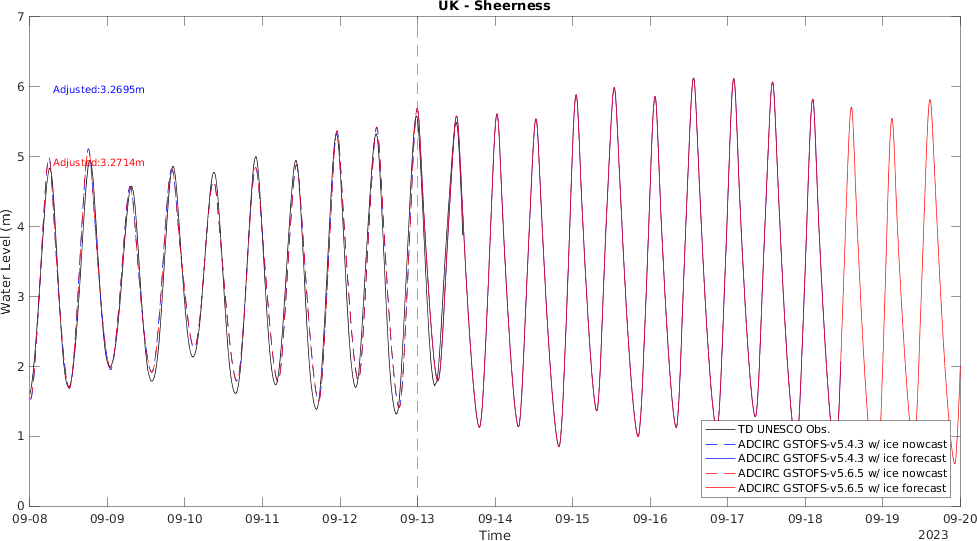 UK - Sheerness
7
6
Adjusted:3.2695m
5
Adjusted:3.2714m
4
Water Level (m)
3
2
1
TD UNESCO Obs.
ADCIRC GSTOFS-v5.4.3 w/ ice nowcast
ADCIRC GSTOFS-v5.4.3 w/ ice forecast
ADCIRC GSTOFS-v5.6.5 w/ ice nowcast
ADCIRC GSTOFS-v5.6.5 w/ ice forecast
0
09-08 09-09 09-10 09-11 09-12 09-13 09-14 09-15 09-16 09-17 09-18 09-19 09-20
Time
2023